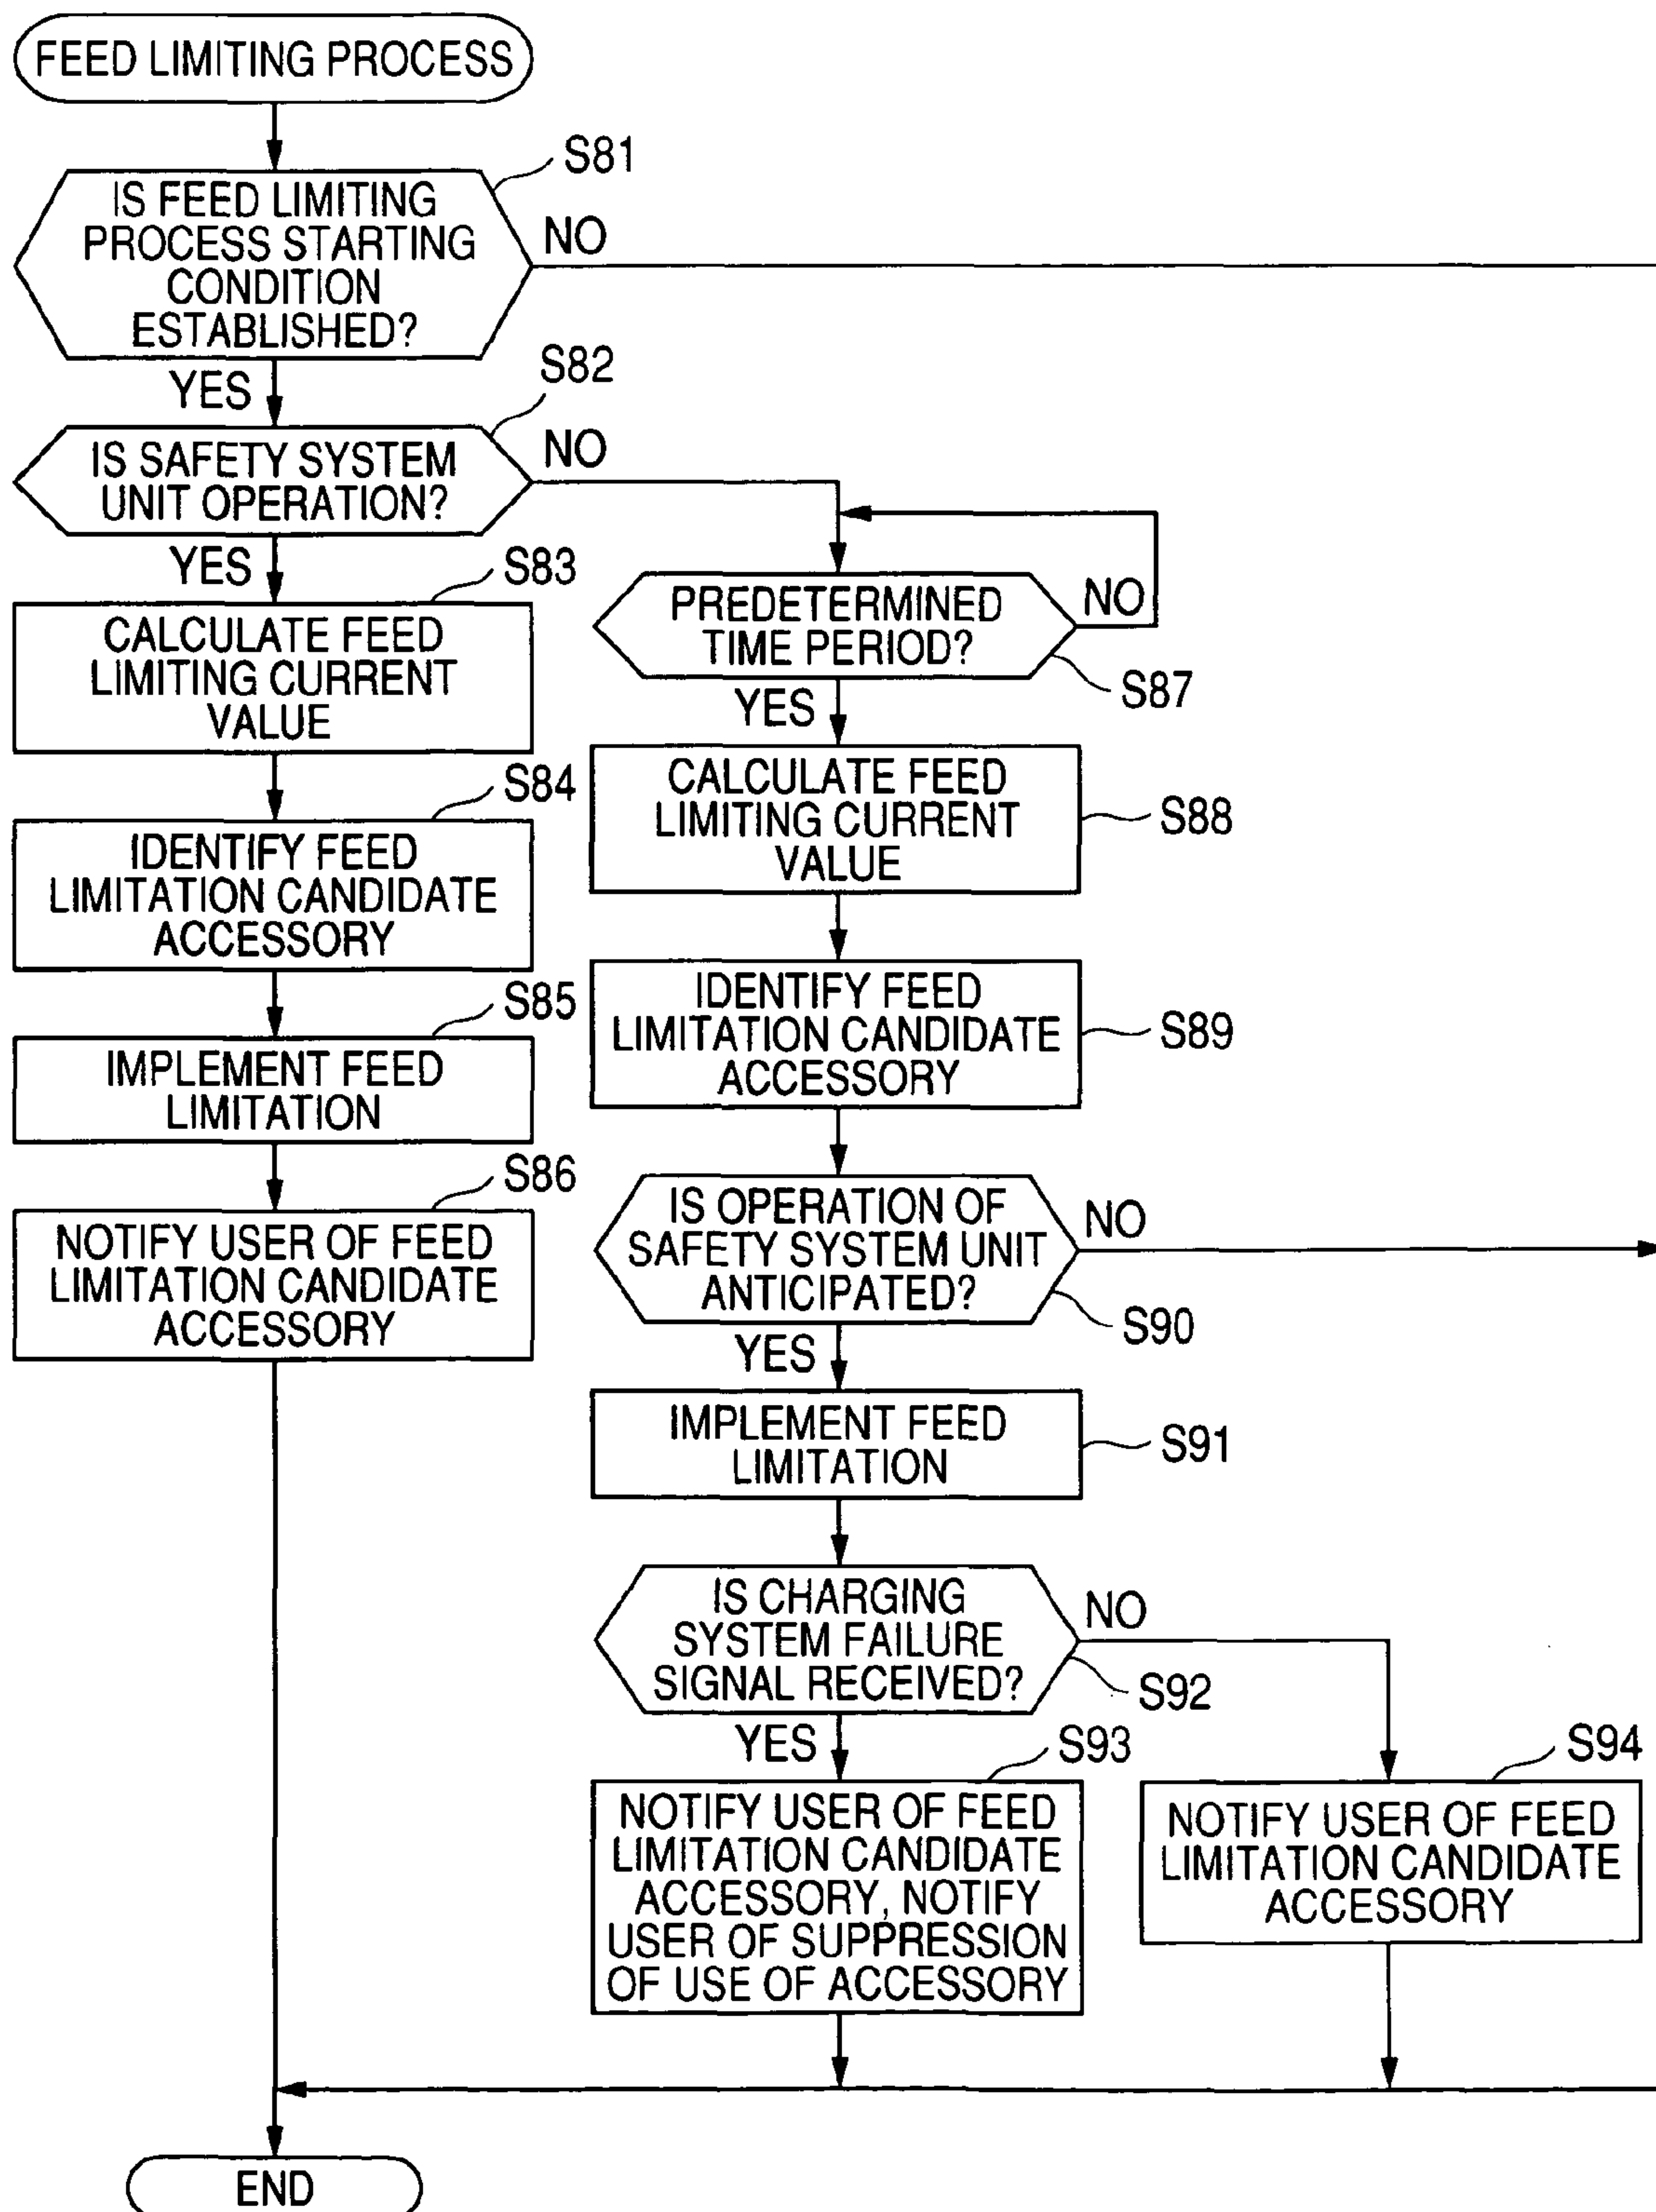 FEED LIMITING PROCESS
S81
IS FEED LIMITING
PROCESS STARTING
CONDITION
ESTABLISHED?
NO
YES
S82
IS SAFETY SYSTEM
UNIT OPERATION?
NO
YES
S83
CALCULATE FEED
LIMITING CURRENT
VALUE
S84
IDENTIFY FEED
LIMITATION CANDIDATE
ACCESSORY
S85
IMPLEMENT FEED
LIMITATION
S86
NOTIFY USER OF FEED
LIMITATION CANDIDATE
ACCESSORY
PREDETERMINED
TIME PERIOD?
NO
S87
YES
CALCULATE FEED
LIMITING CURRENT
VALUE
S88
IDENTIFY FEED
LIMITATION CANDIDATE
ACCESSORY
S89
IS OPERATION OF
SAFETY SYSTEM UNIT
ANTICIPATED?
NO
S90
YES
IMPLEMENT FEED
LIMITATION
S91
IS CHARGING
SYSTEM FAILURE
SIGNAL RECEIVED?
NO
S92
YES
S93
NOTIFY USER OF FEED
LIMITATION CANDIDATE
ACCESSORY, NOTIFY
USER OF SUPPRESSION
OF USE OF ACCESSORY
S94
NOTIFY USER OF FEED
LIMITATION CANDIDATE
ACCESSORY
END